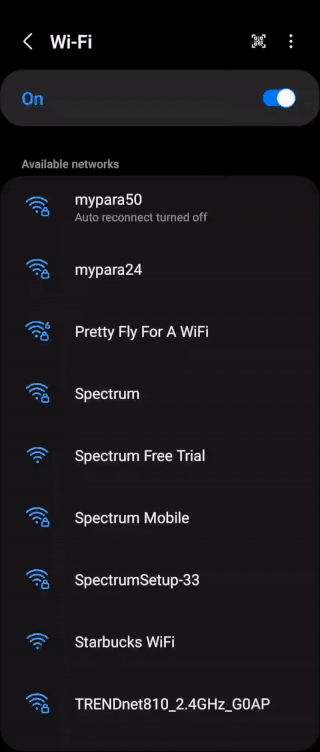 Wi-Fi
On
Available networks
mypara50
Auto reconnect turned off
mypara24
6
Pretty Fly For A WiFi
Spectrum
Spectrum Free Trial
Spectrum Mobile
SpectrumSetup-33
Starbucks WiFi
TRENDnet810_2.4GHz_G0AP